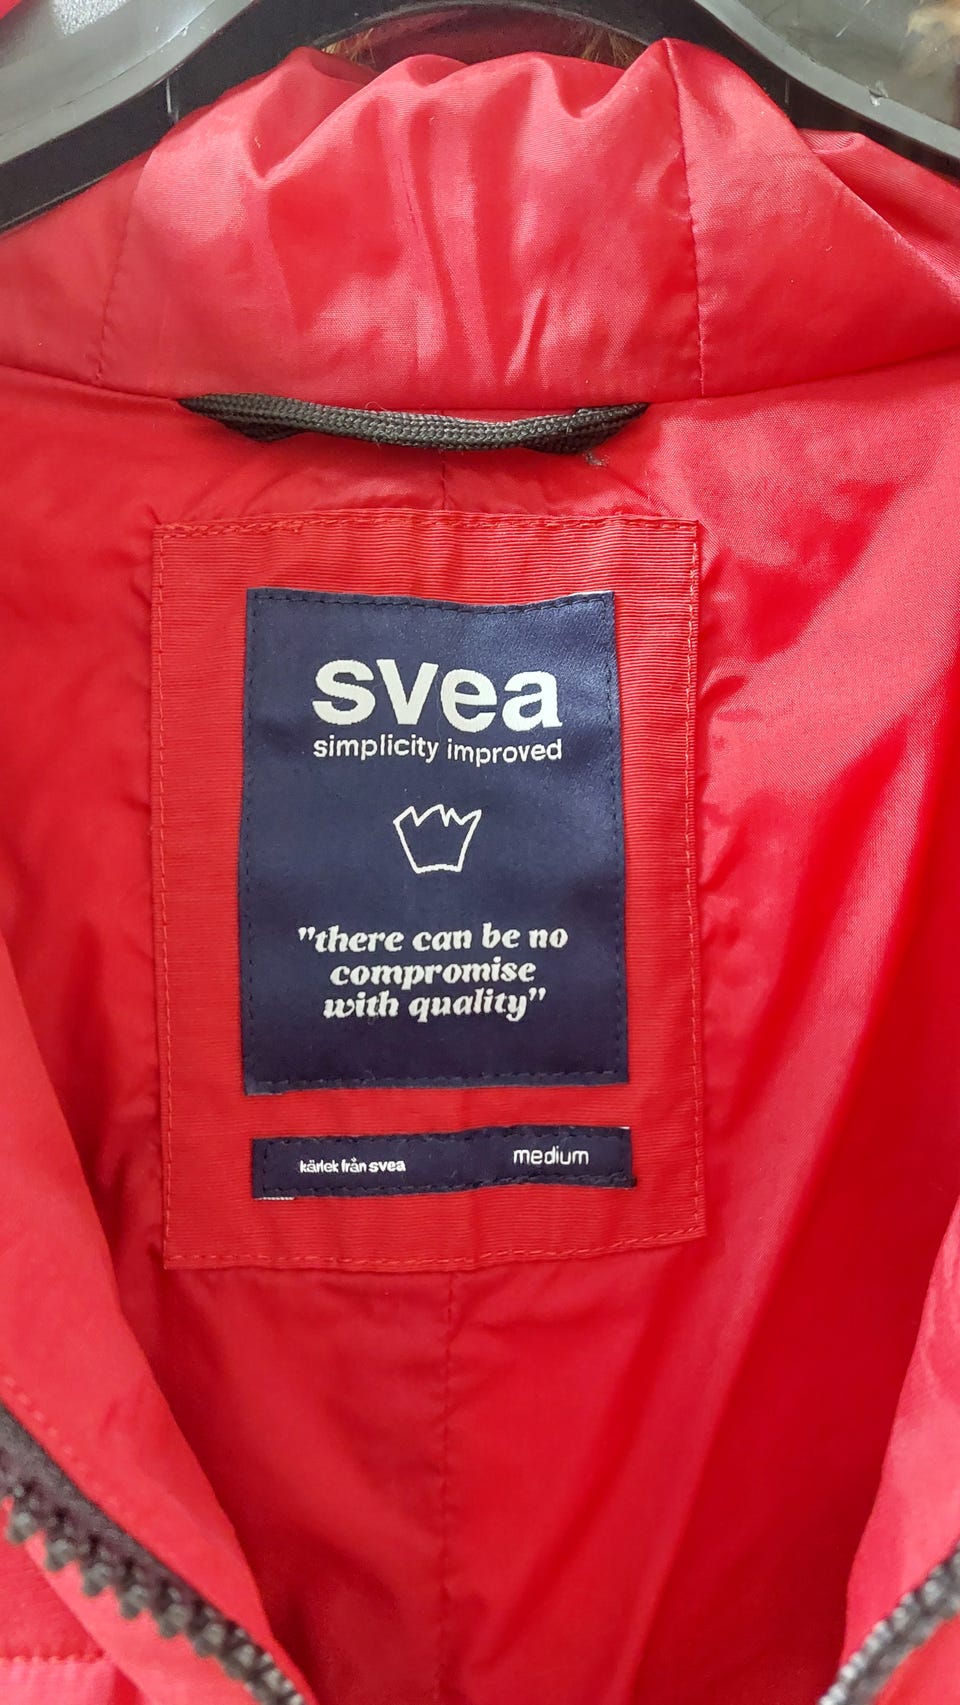 svea
simplicity improved
"there can be no
compromise
with quality"
kärlek från svea
medium